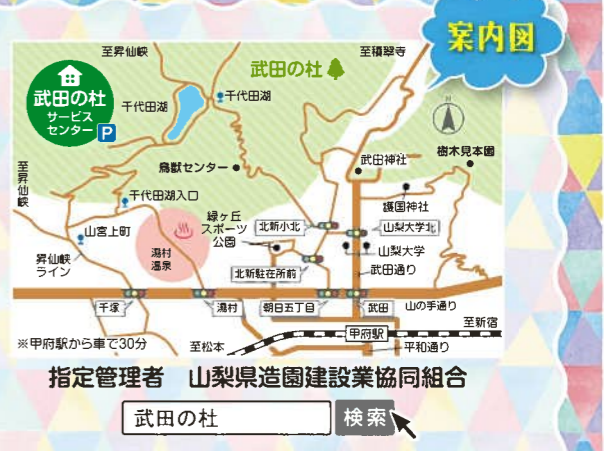 案内図
至昇仙峡
至積翠寺
武田の杜
武田の杜
サービス
センター
P
千代田湖
千代田湖
N
樹木見本園
鳥獣センター
武田神社
至昇仙峡
千代田湖入口
護国神社
緑ヶ丘
スポーツ
公園
北新小北
山梨大学北
山宮上町
湯村
温泉
山梨大学
昇仙峡
ライン
北新駐在所前
武田通り
千塚
湯村
朝日五丁目
武田
山の手通り
至新宿
※甲府駅から車で30分
至松本
甲府駅
平和通り
指定管理者 山梨県造園建設業協同組合
武田の杜
検索